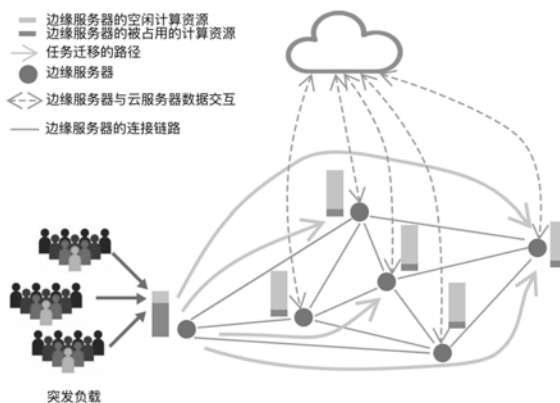 边缘服务器的空闲计算资源
边缘服务器的被占用的计算资源
任务迁移的路径
边缘服务器
边缘服务器与云服务器数据交互
边缘服务器的连接链路
突发负载